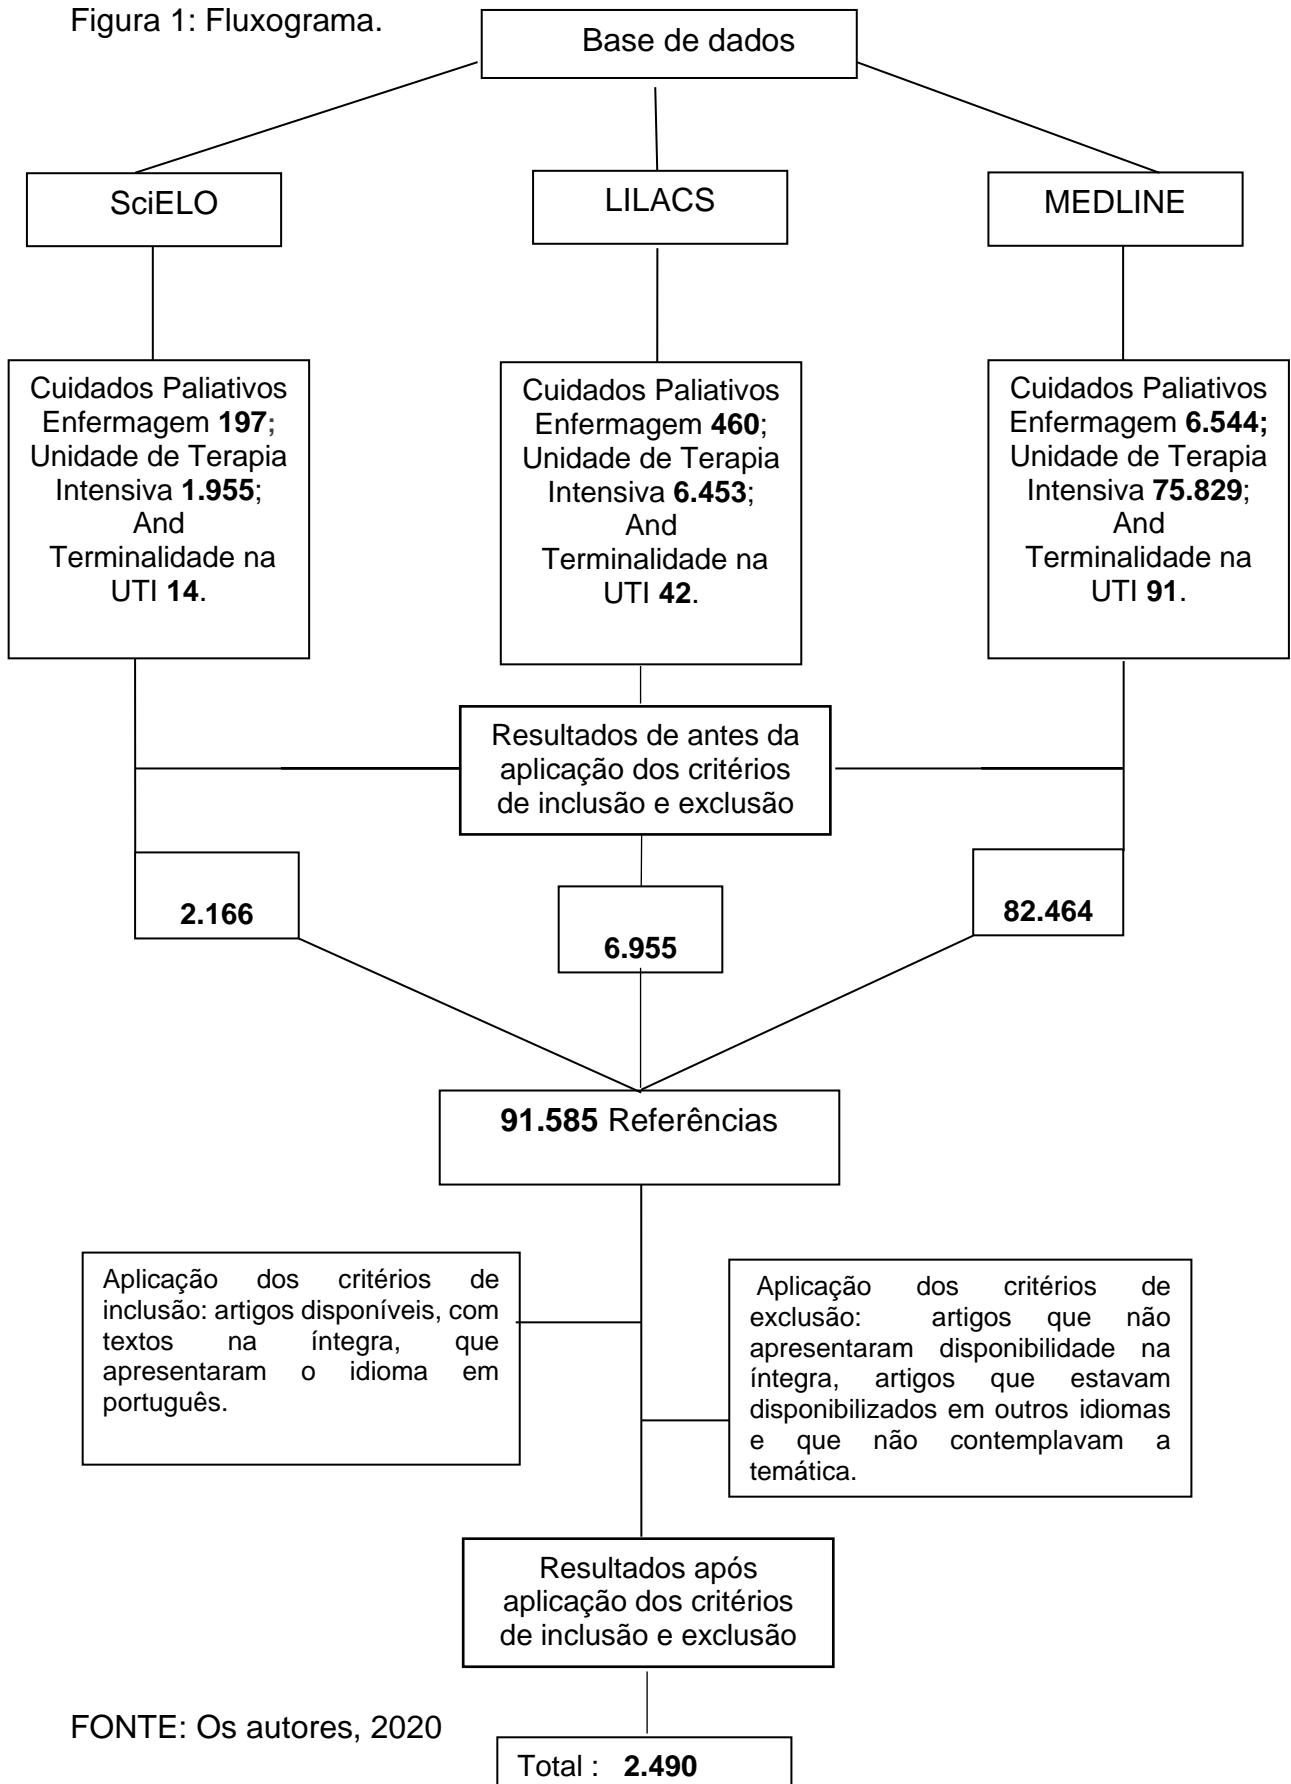 Figura 1: Fluxograma.
Base de dados
SciELO
LILACS
MEDLINE
Cuidados Paliativos
Enfermagem 197;
Unidade de Terapia
Intensiva 1.955;
And
Terminalidade na
UTI 14.
Cuidados Paliativos
Enfermagem 460;
Unidade de Terapia
Intensiva 6.453;
And
Terminalidade na
UTI 42.
Cuidados Paliativos
Enfermagem 6.544;
Unidade de Terapia
Intensiva 75.829;
And
Terminalidade na
UTI 91.
Resultados de antes da
aplicação dos critérios
de inclusão e exclusão
2.166
6.955
82.464
91.585 Referências
Aplicação dos critérios de
inclusão: artigos disponíveis, com
textos na íntegra, que
apresentaram o idioma em
português.
Aplicação dos critérios de
exclusão: artigos que não
apresentaram disponibilidade na
íntegra, artigos que estavam
disponibilizados em outros idiomas
e que não contemplavam a
temática.
Resultados após
aplicação dos critérios
de inclusão e exclusão
FONTE: Os autores, 2020
Total : 2.490